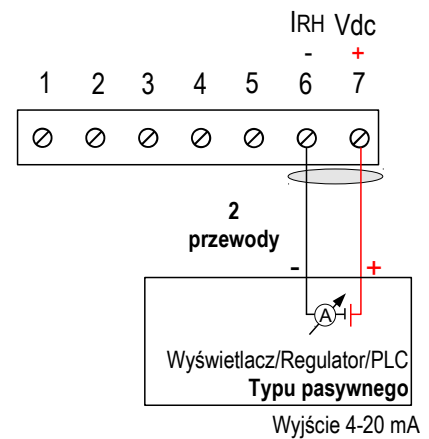 IRH Vdc
- +
1 2 3 4 5 6 7
2
przewody
- +
A
Wyświetlacz/Regulator/PLC
Typu pasywnego
Wyjście 4-20 mA